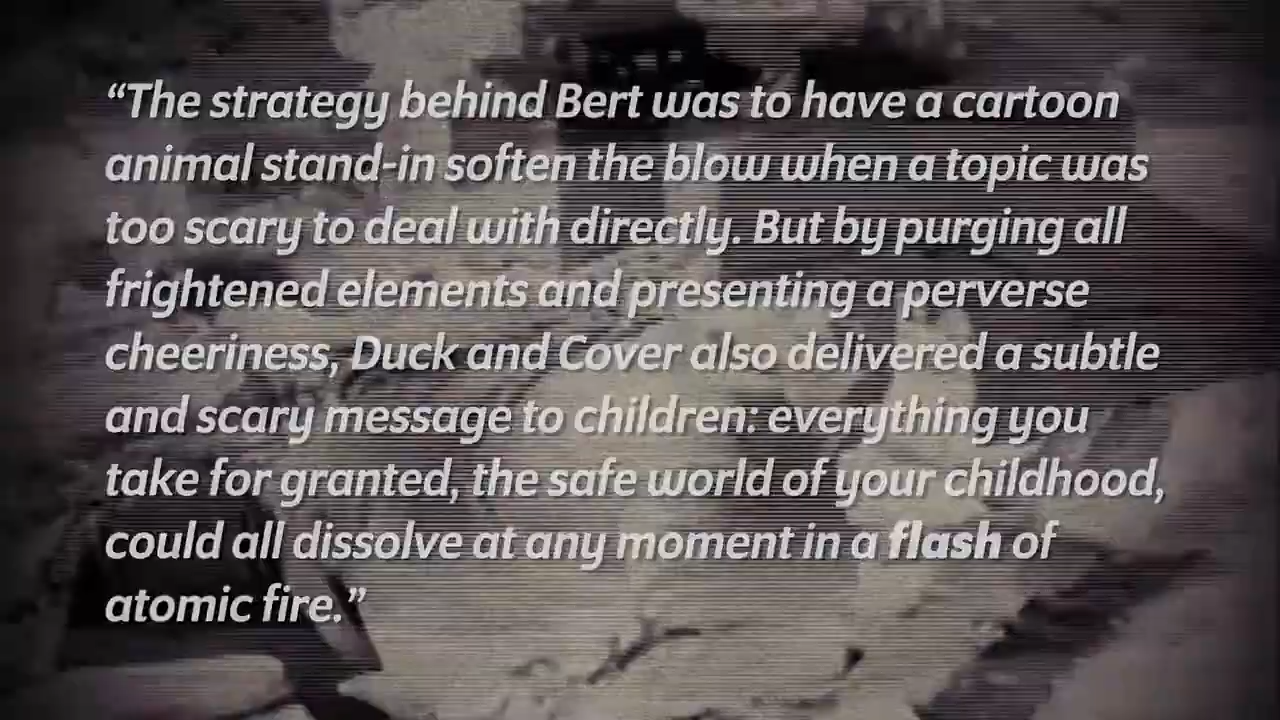 “The strategy behind Bert was to have a cartoon
animal stand-in soften the blow when a topic was
too scary to deal with directly. But by purging all
frightened elements and presenting a perverse
cheeriness, Duck and Cover also delivered a subtle
and scary message to children: everything you
take for granted, the safe world of your childhood,
could all dissolve at any moment in a flash of
atomic fire.”